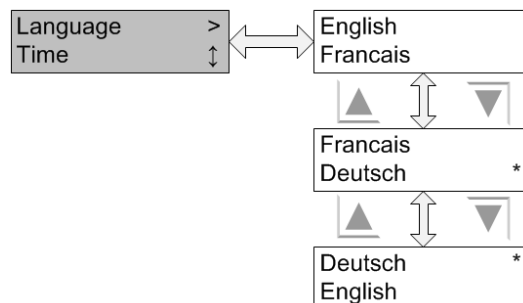 Language >
Time ↕
English
Francais
Francais
Deutsch *
Deutsch *
English